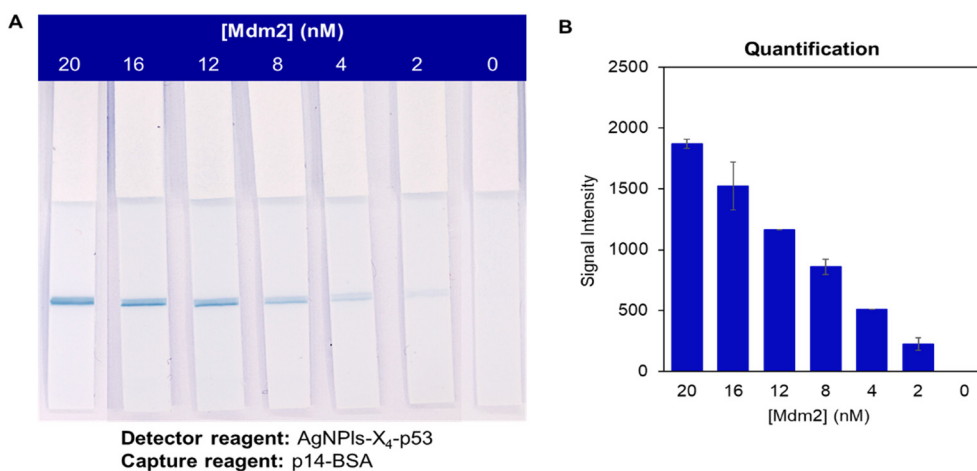 A
[Mdm2] (nM)
20 16 12 8 4 2 0
Detector reagent: AgNPls-X₄-p53
Capture reagent: p14-BSA
B
Quantification
Signal Intensity
2500
2000
1500
1000
500
0
20 16 12 8 4 2 0
[Mdm2] (nM)